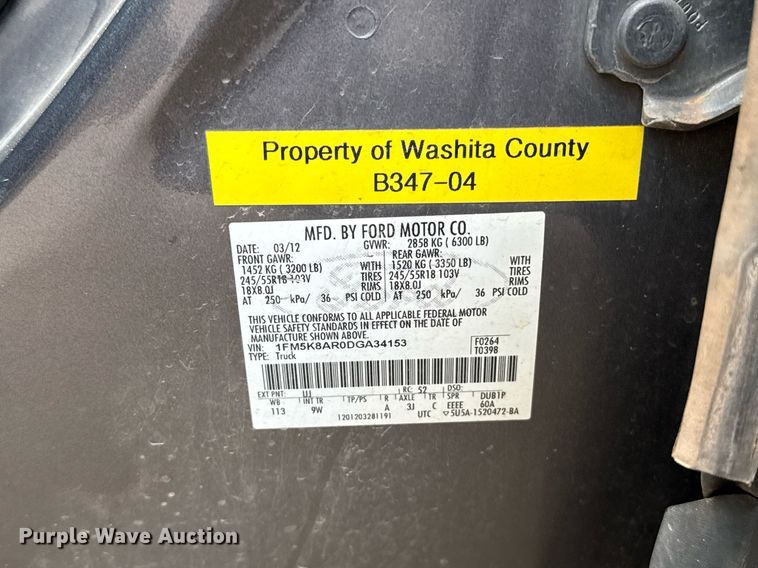 Property of Washita County
B347-04
MFD. BY FORD MOTOR CO.
DATE: 03/12 GVWR: 2858 KG ( 6300 LB)
FRONT GAWR: REAR GAWR:
1452 KG ( 3200 LB) WITH 1520 KG ( 3350 LB) WITH
245/55R18 103V TIRES 245/55R18 103V TIRES
18X8.0J RIMS 18X8.0J RIMS
AT 250 kPa/ 36 PSI COLD AT 250 kPa/ 36 PSI COLD
THIS VEHICLE CONFORMS TO ALL APPLICABLE FEDERAL MOTOR
VEHICLE SAFETY STANDARDS IN EFFECT ON THE DATE OF
MANUFACTURE SHOWN ABOVE.
VIN: 1FM5K8AR0DGA34153 F0264
TYPE: Truck T0398
EXT PNT: UJ RC: 52 DSO:
WB INT TR TP/PS R AXLE TR SPR DUB1P
113 9W A 3J C EEEE 60A
1201203281191 UTC 5U5A-1520472-BA
Purple Wave Auction